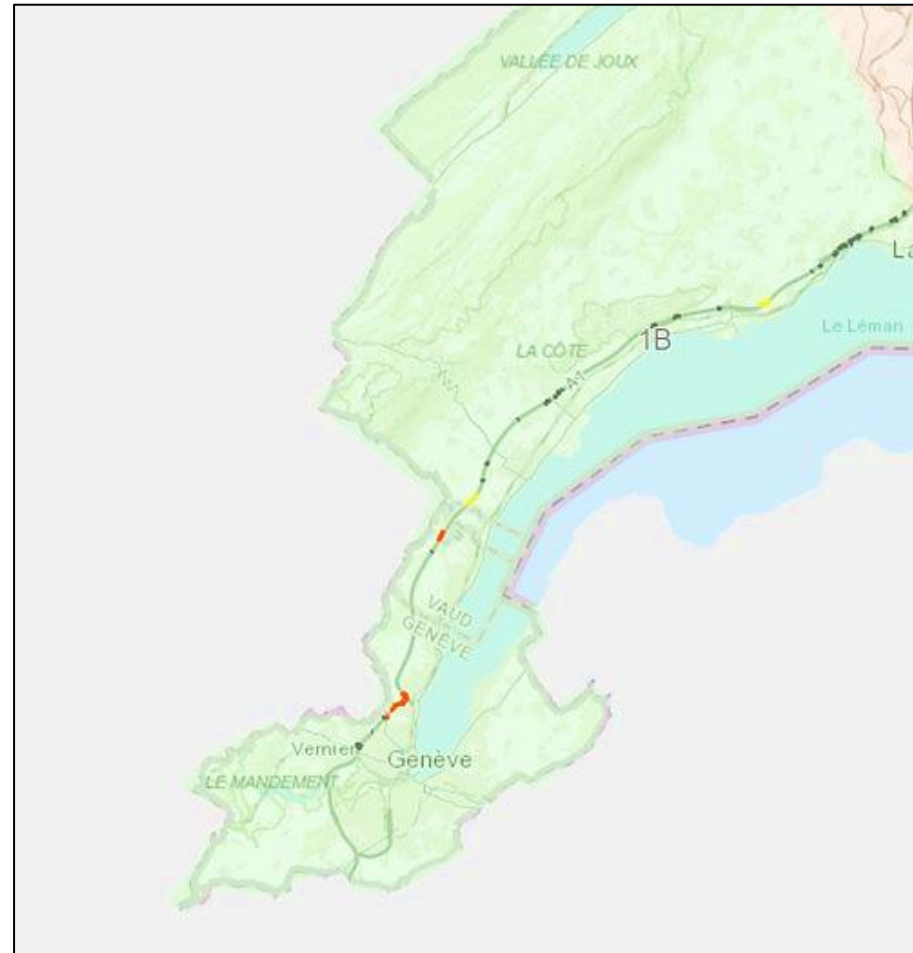 VALLÉE DE JOUX
La
Le Léman
1B
LA CÔTE
A1
VAUD
GENÈVE
Vernier
Genève
LE MANDEMENT